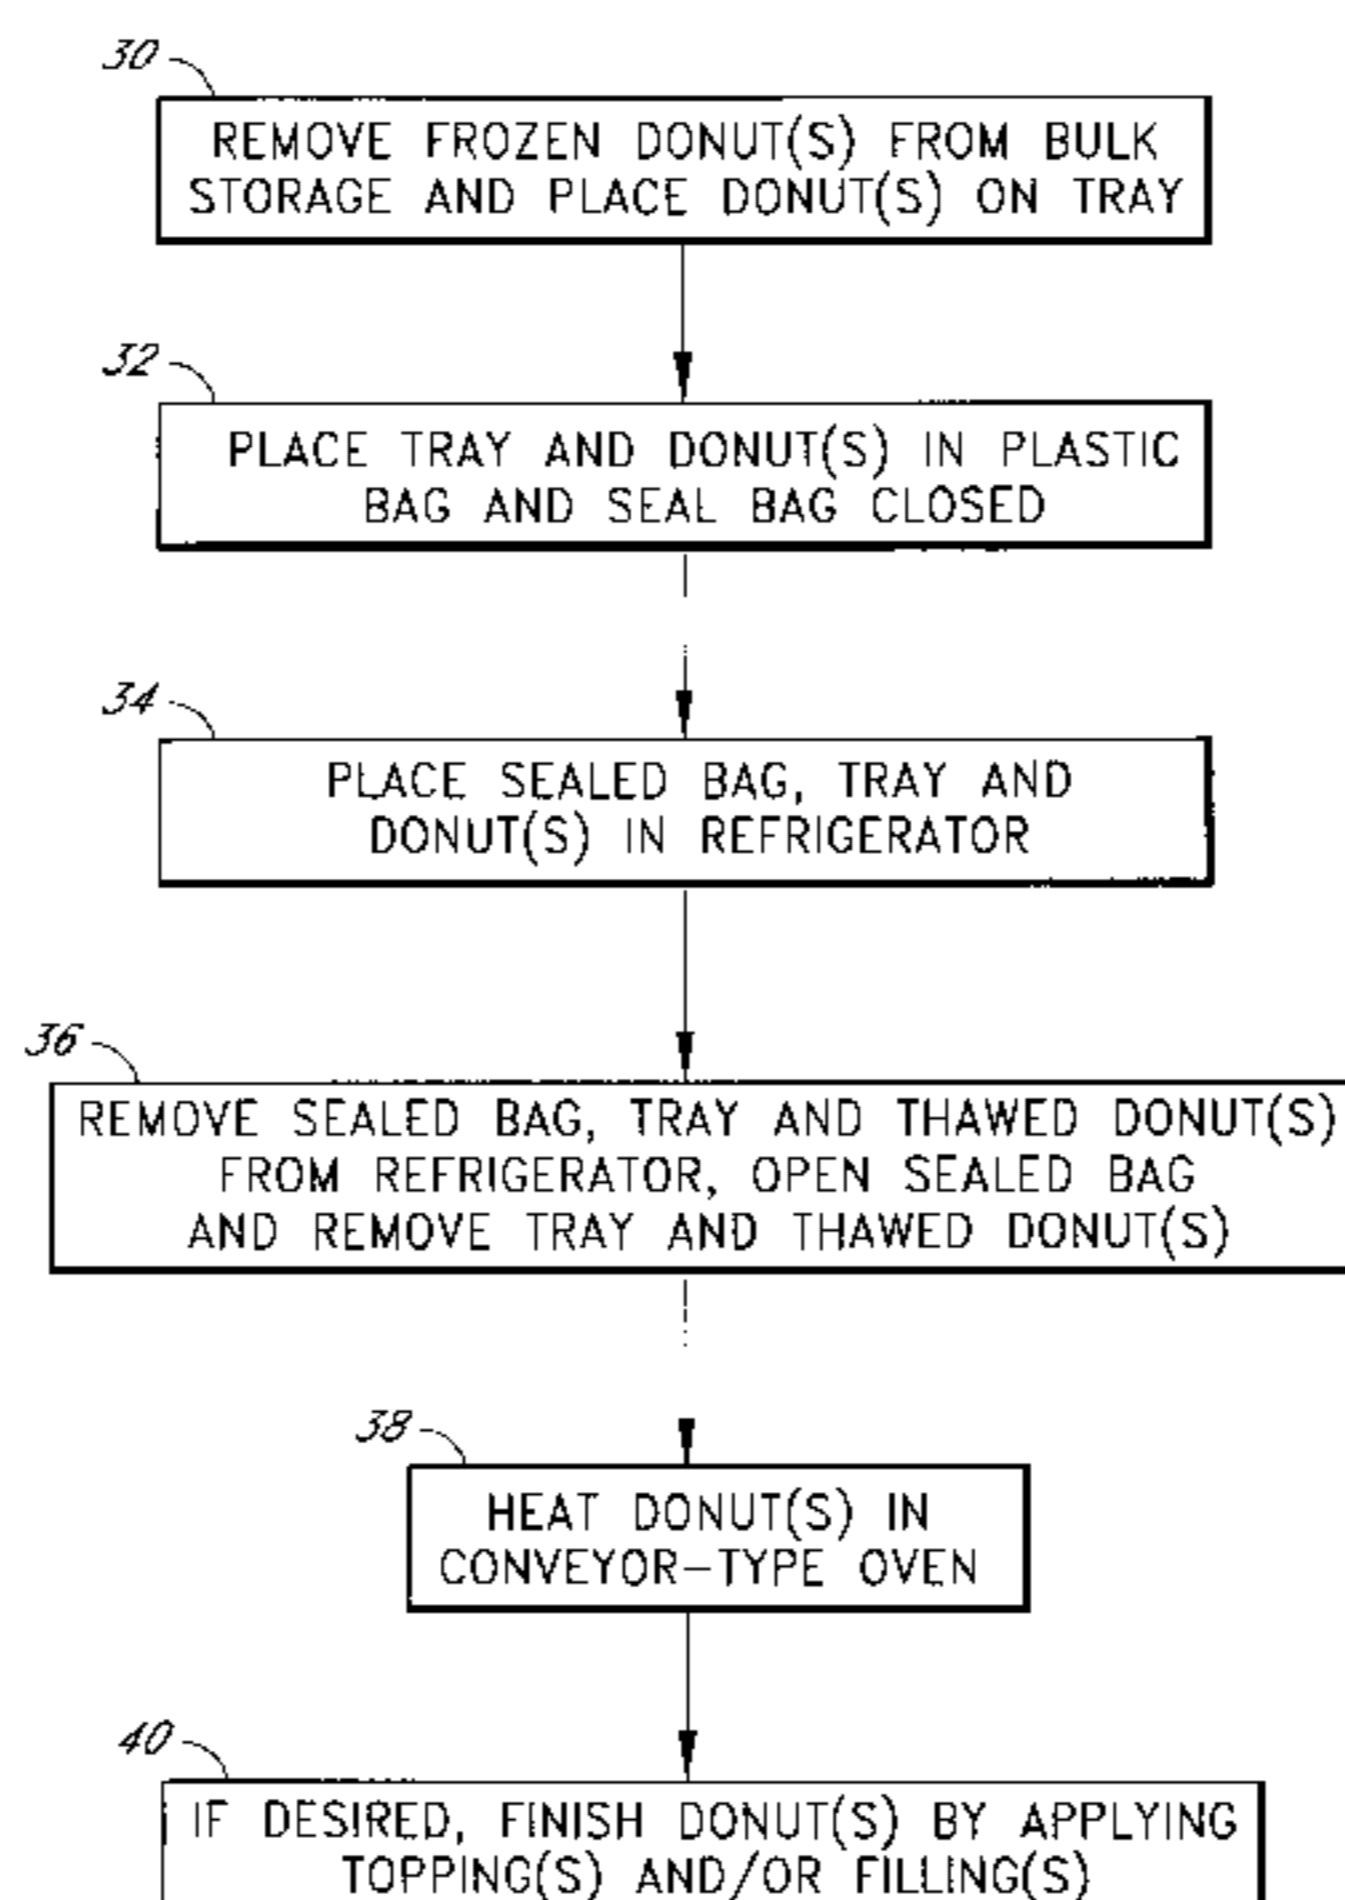 30
REMOVE FROZEN DONUT(S) FROM BULK
STORAGE AND PLACE DONUT(S) ON TRAY
32
PLACE TRAY AND DONUT(S) IN PLASTIC
BAG AND SEAL BAG CLOSED
34
PLACE SEALED BAG, TRAY AND
DONUT(S) IN REFRIGERATOR
36
REMOVE SEALED BAG, TRAY AND THAWED DONUT(S)
FROM REFRIGERATOR, OPEN SEALED BAG
AND REMOVE TRAY AND THAWED DONUT(S)
38
HEAT DONUT(S) IN
CONVEYOR-TYPE OVEN
40
IF DESIRED, FINISH DONUT(S) BY APPLYING
TOPPING(S) AND/OR FILLING(S)